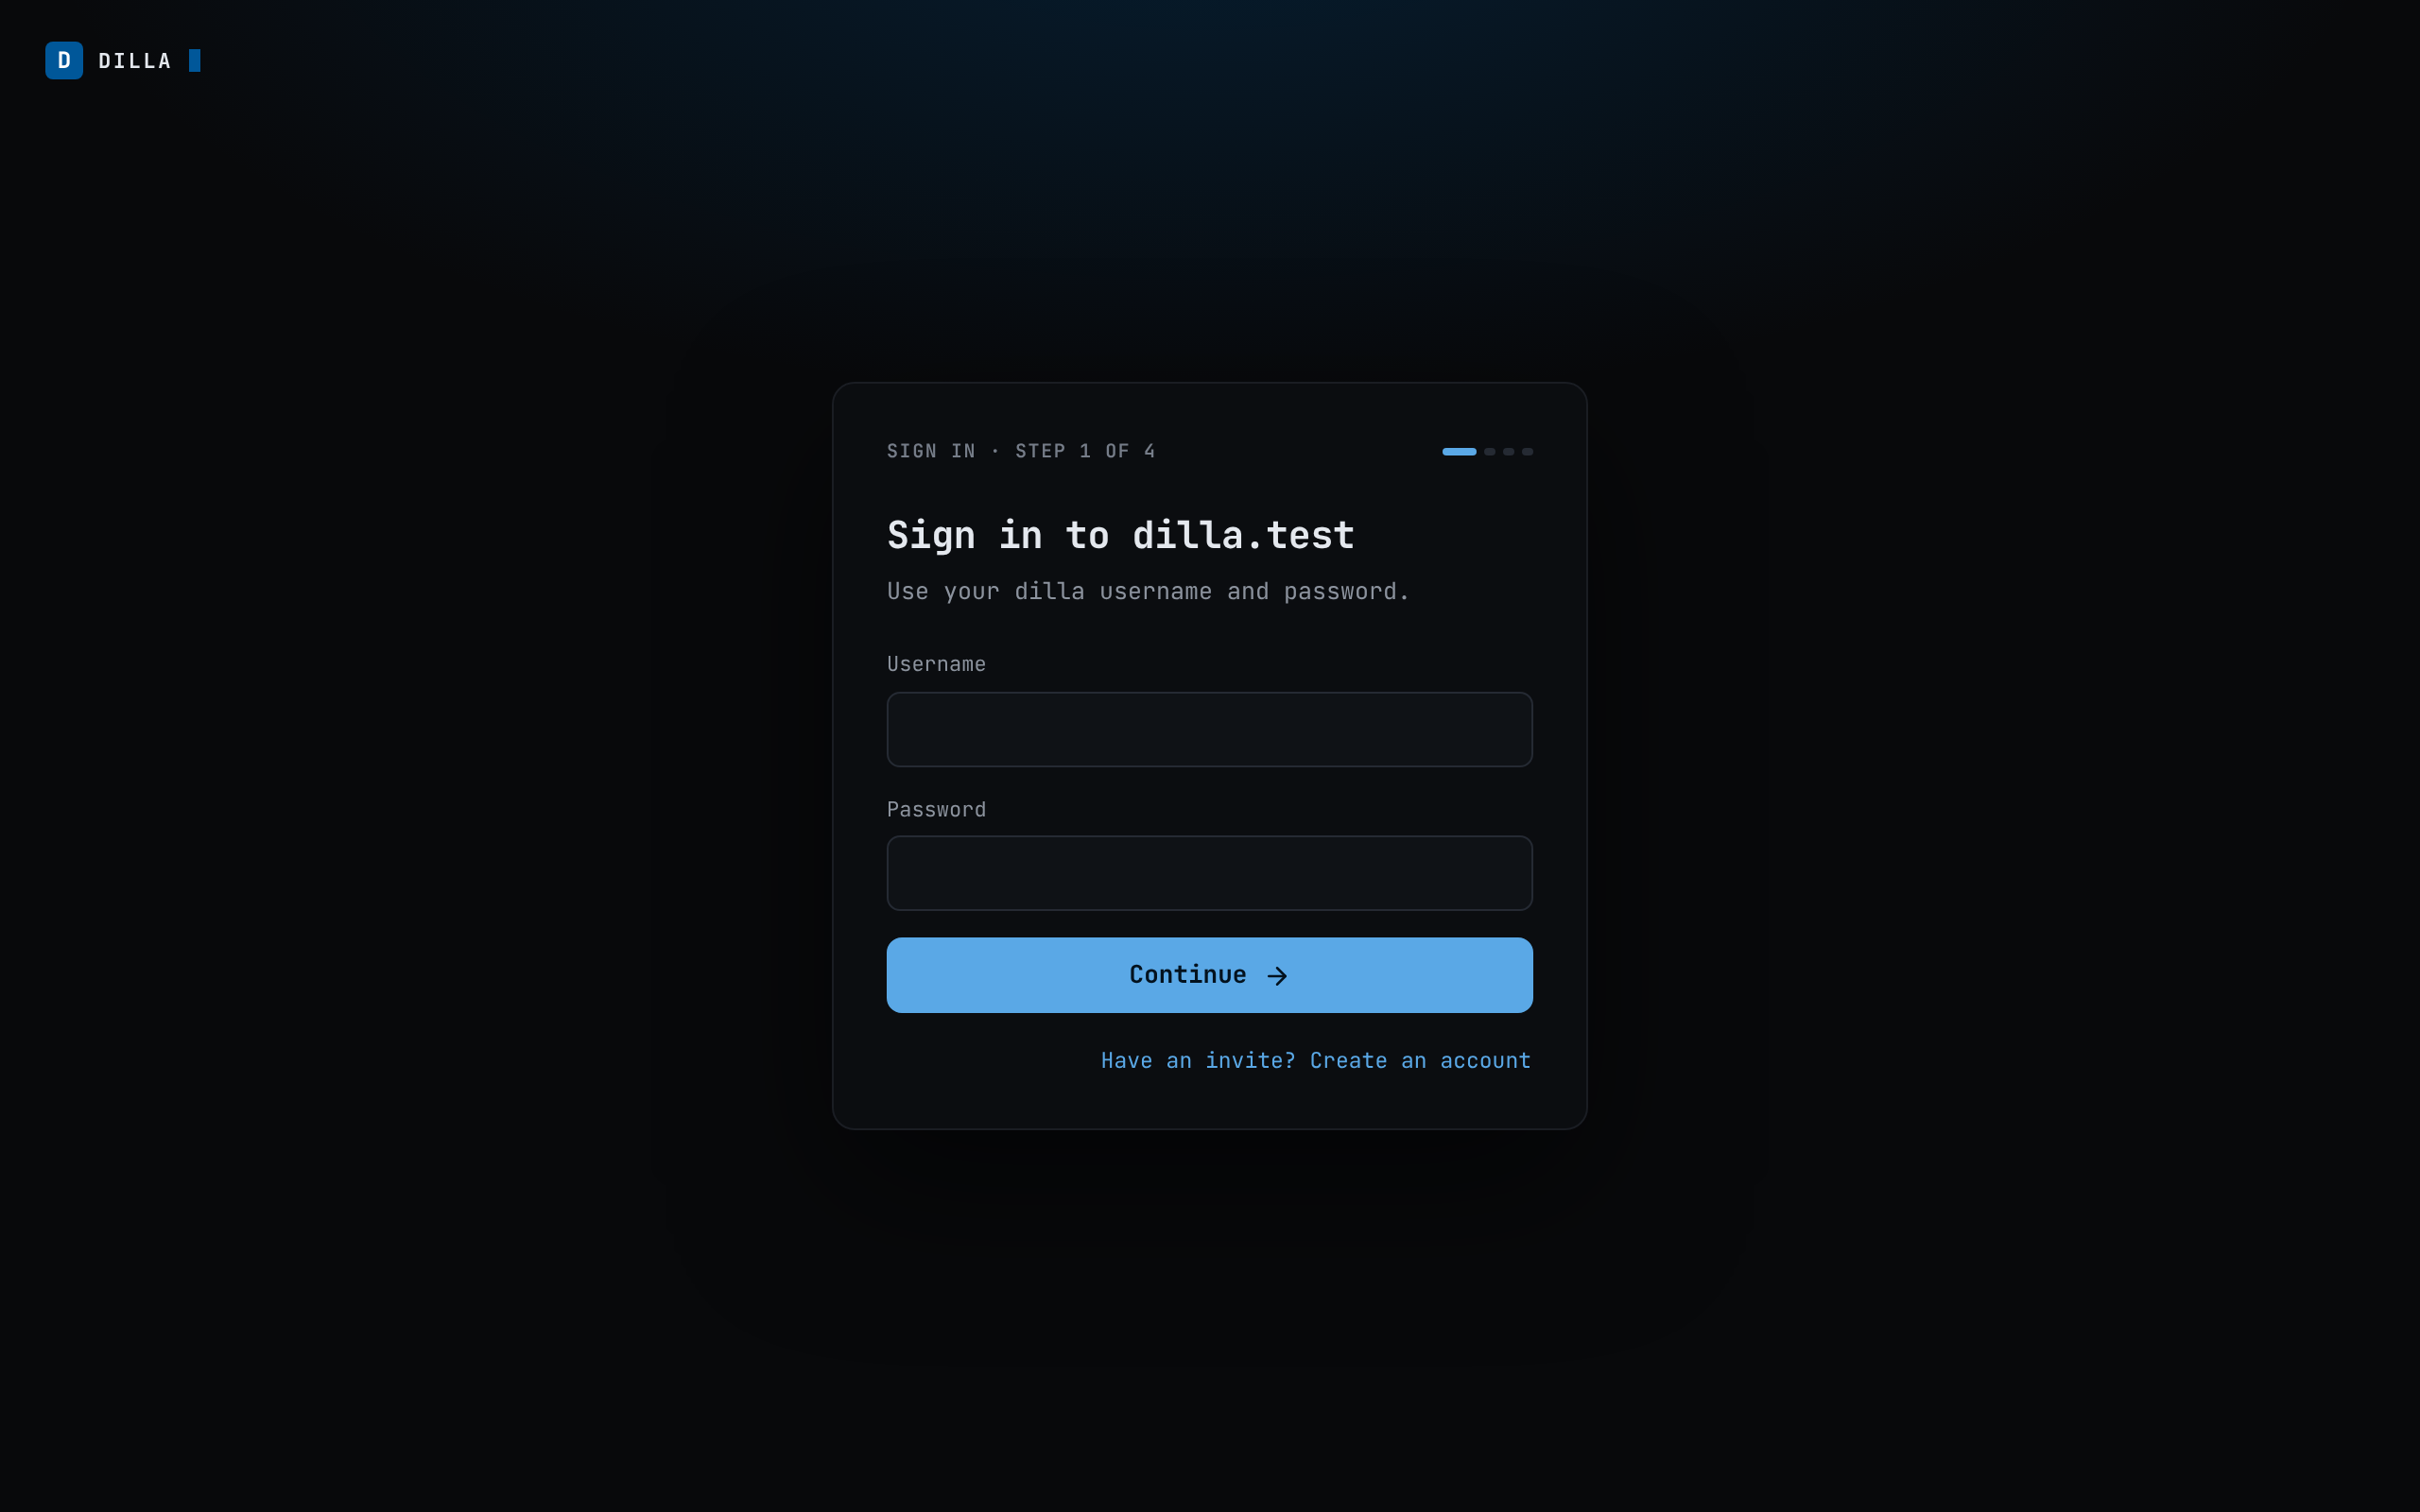 D DILLA
SIGN IN · STEP 1 OF 4
Sign in to dilla.test
Use your dilla username and password.
Username
Password
Continue →
Have an invite? Create an account